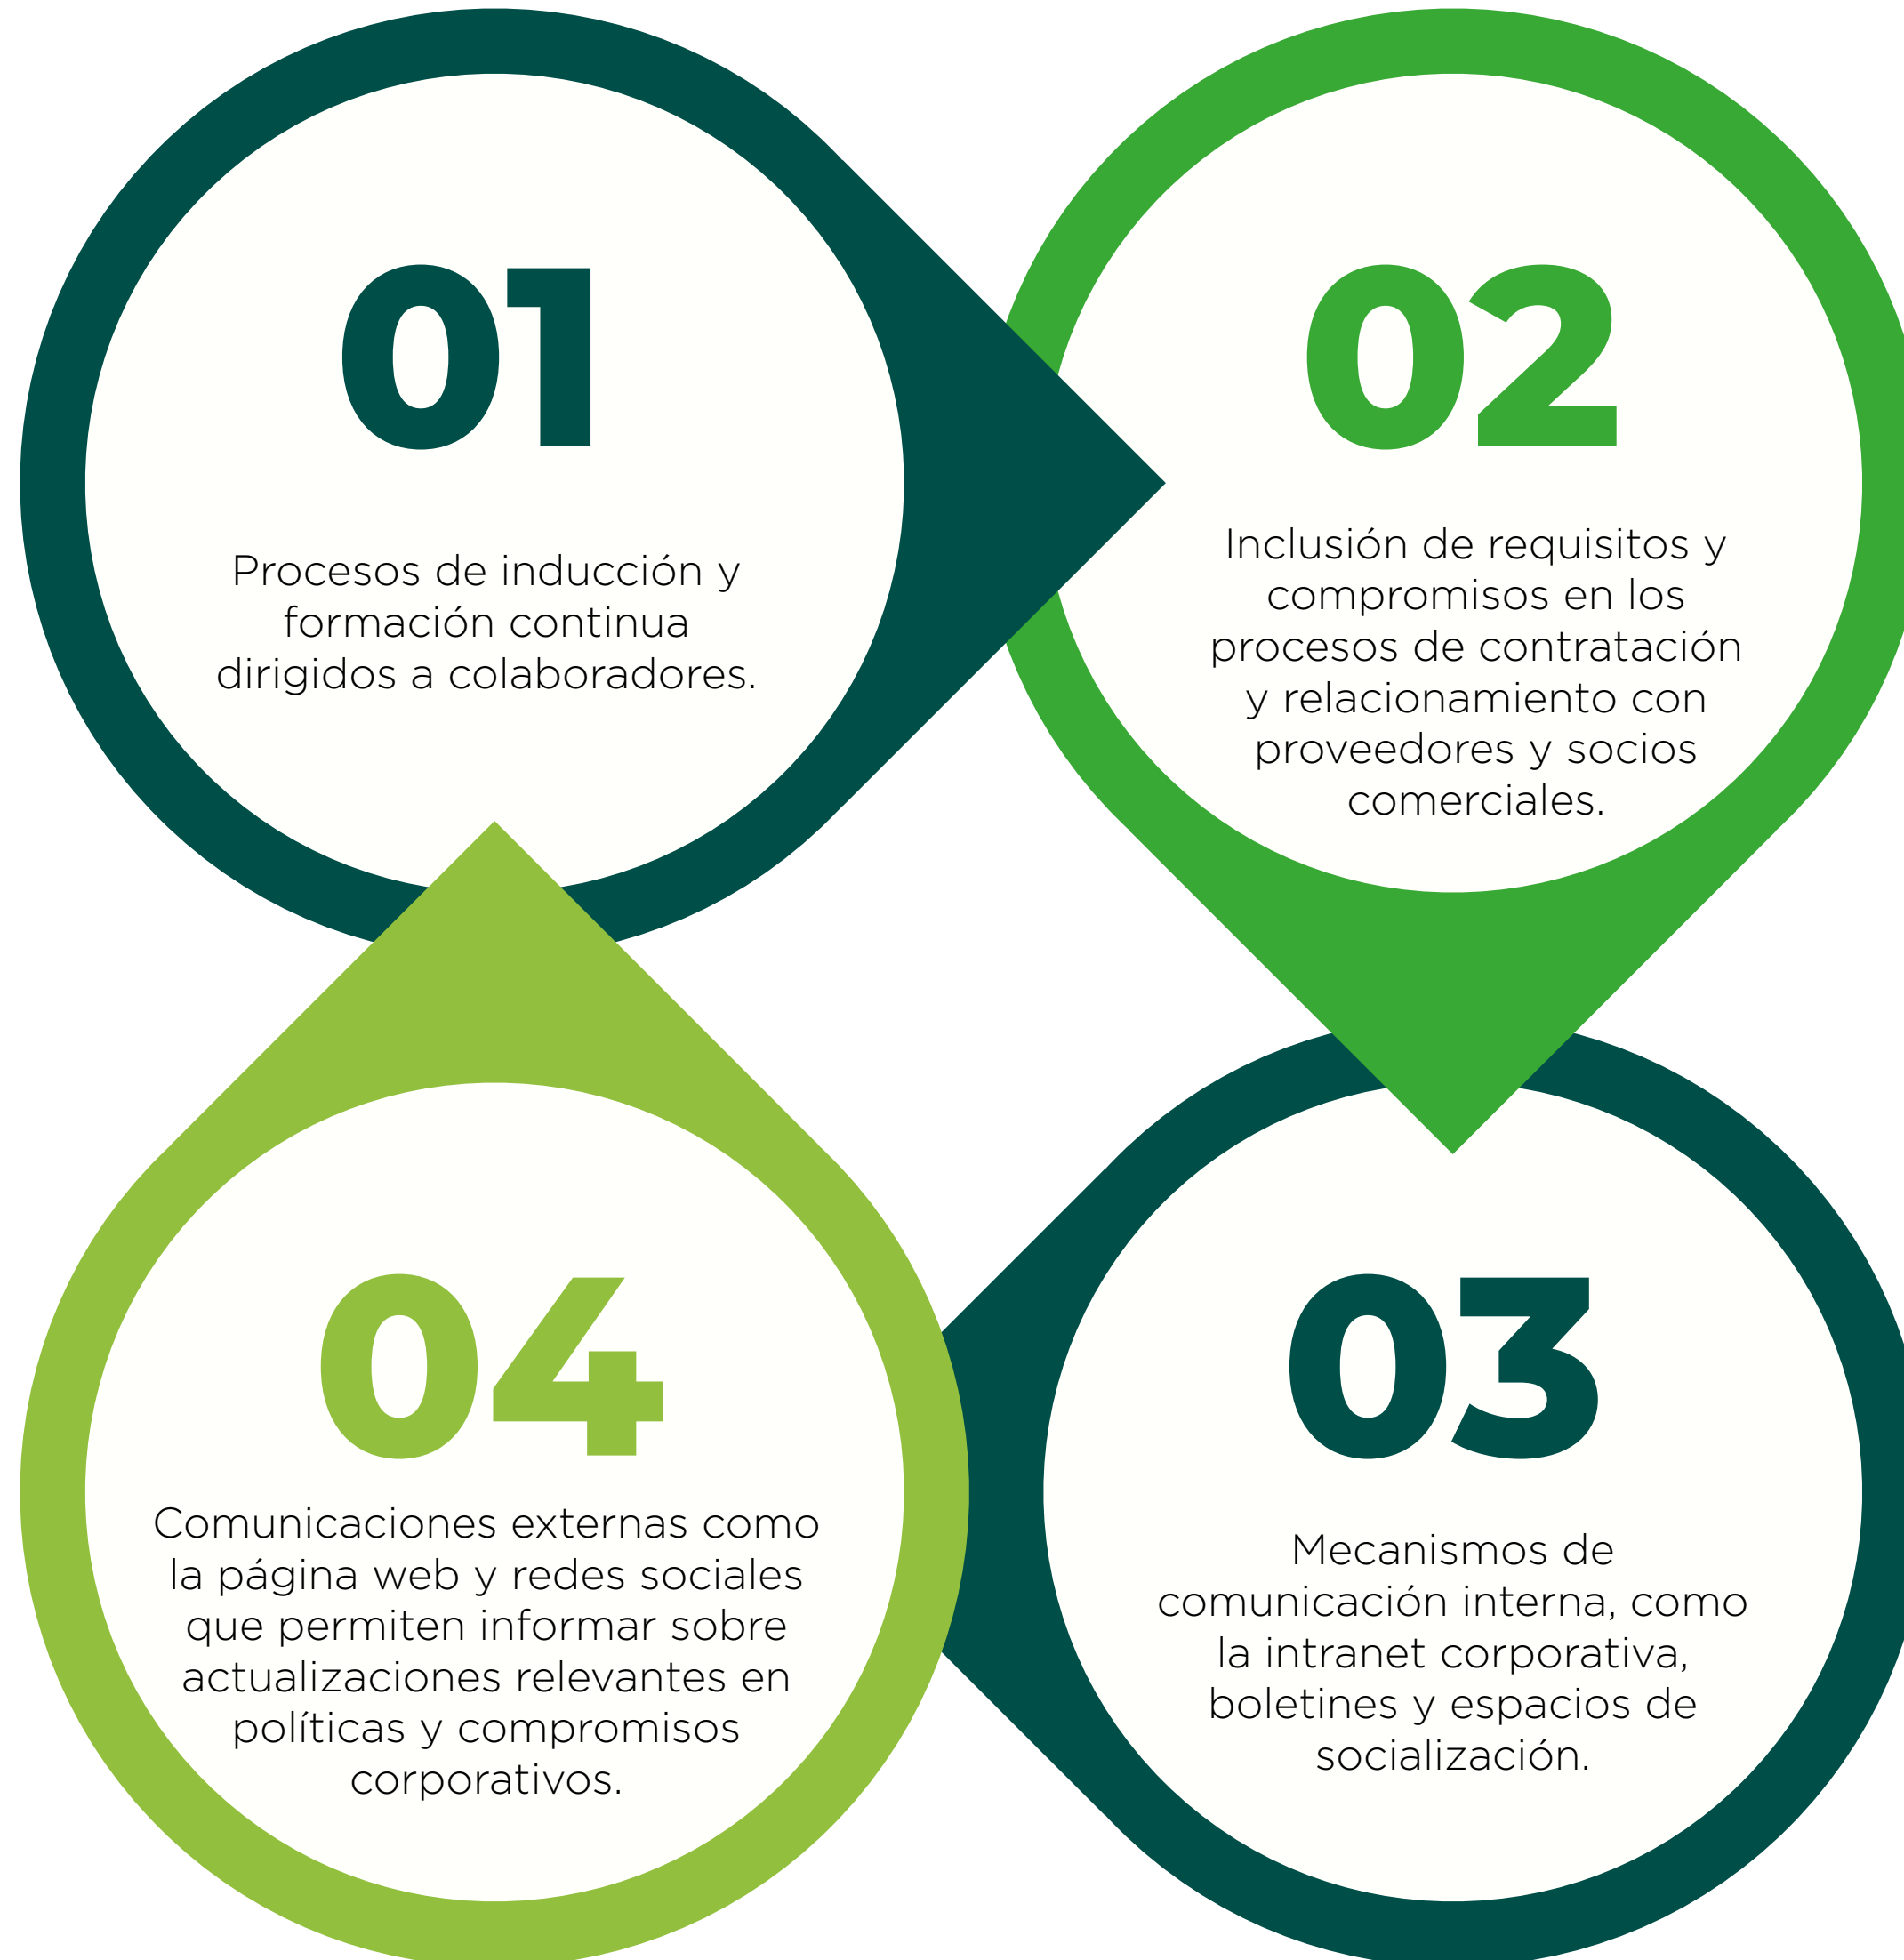 01
Procesos de inducción y
formación continua
dirigidos a colaboradores.
02
Inclusión de requisitos y
compromisos en los
procesos de contratación
y relacionamiento con
proveedores y socios
comerciales.
03
Mecanismos de
comunicación interna, como
la intranet corporativa,
boletines y espacios de
socialización.
04
Comunicaciones externas como
la página web y redes sociales
que permiten informar sobre
actualizaciones relevantes en
políticas y compromisos
corporativos.